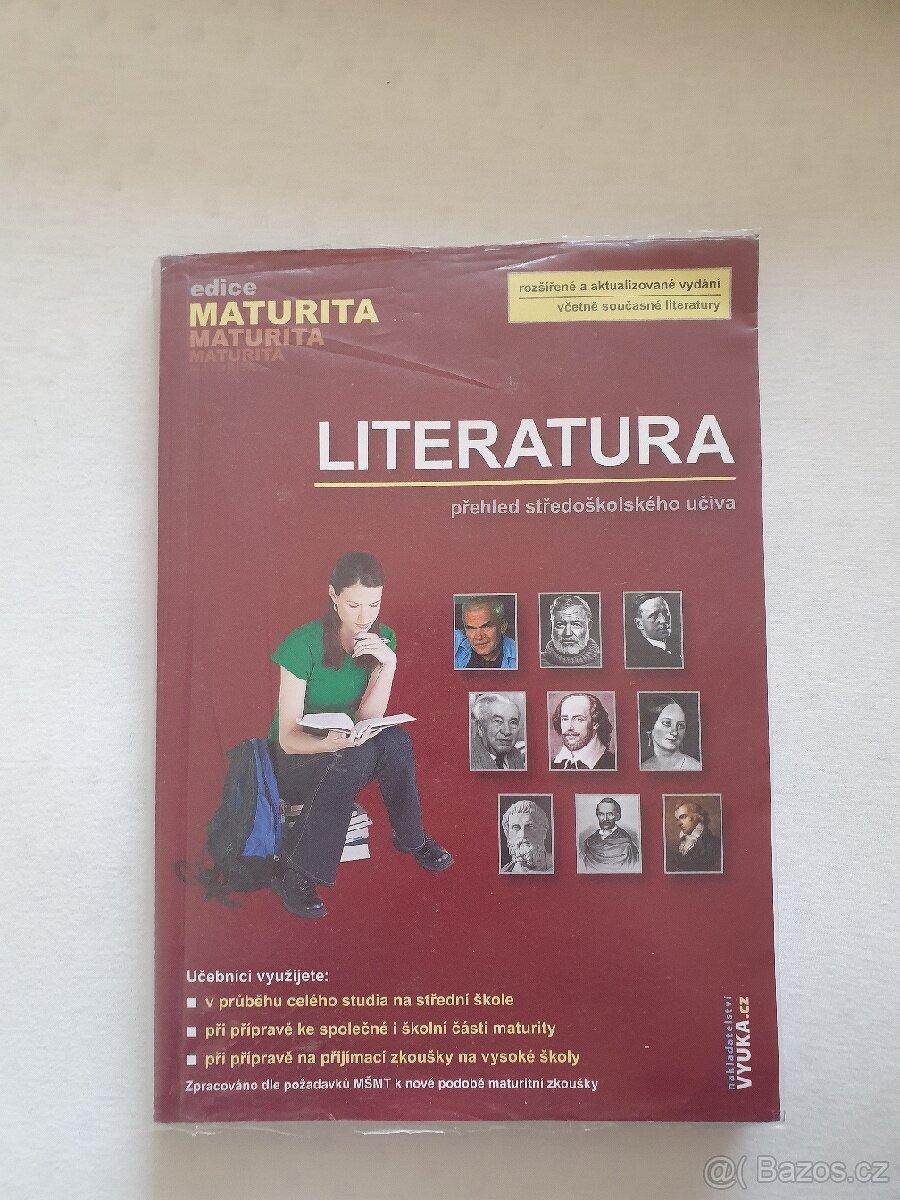 edice
MATURITA
MATURITA
MATURITA
rozšířené a aktualizované vydání
včetně současné literatury
LITERATURA
přehled středoškolského učiva
Učebnici využijete:
v průběhu celého studia na střední škole
při přípravě ke společné i školní části maturity
při přípravě na přijímací zkoušky na vysoké školy
Zpracováno dle požadavků MŠMT k nové podobě maturitní zkoušky
nakladatelství
VYUKA.cz
@( Bazos.cz